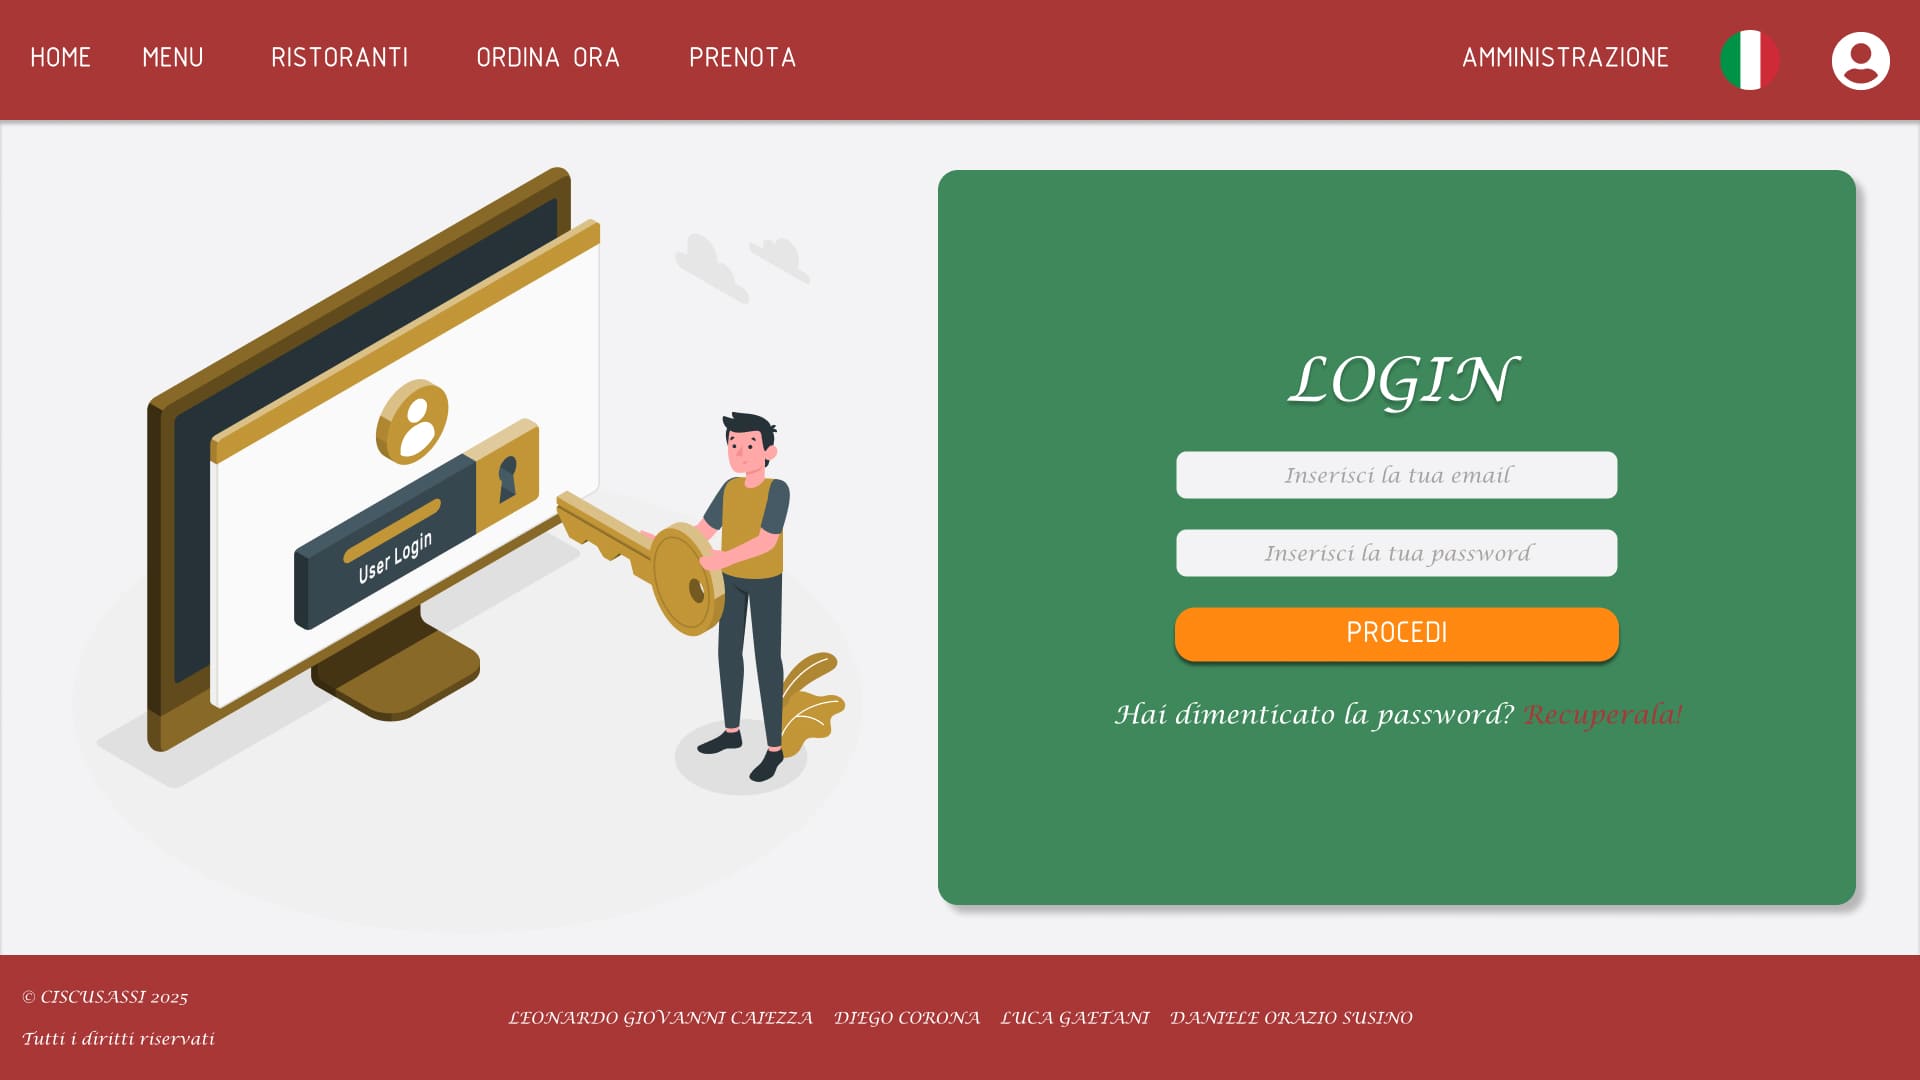 HOME MENU RISTORANTI ORDINA ORA PRENOTA AMMINISTRAZIONE
User Login
LOGIN
Inserisci la tua email
Inserisci la tua password
PROCEDI
Hai dimenticato la password? Recuperala!
© CISCUSASSI 2025
Tutti i diritti riservati
LEONARDO GIOVANNI CAIEZZA DIEGO CORONA LUCA GAETANI DANIELE ORAZIO SUSINO